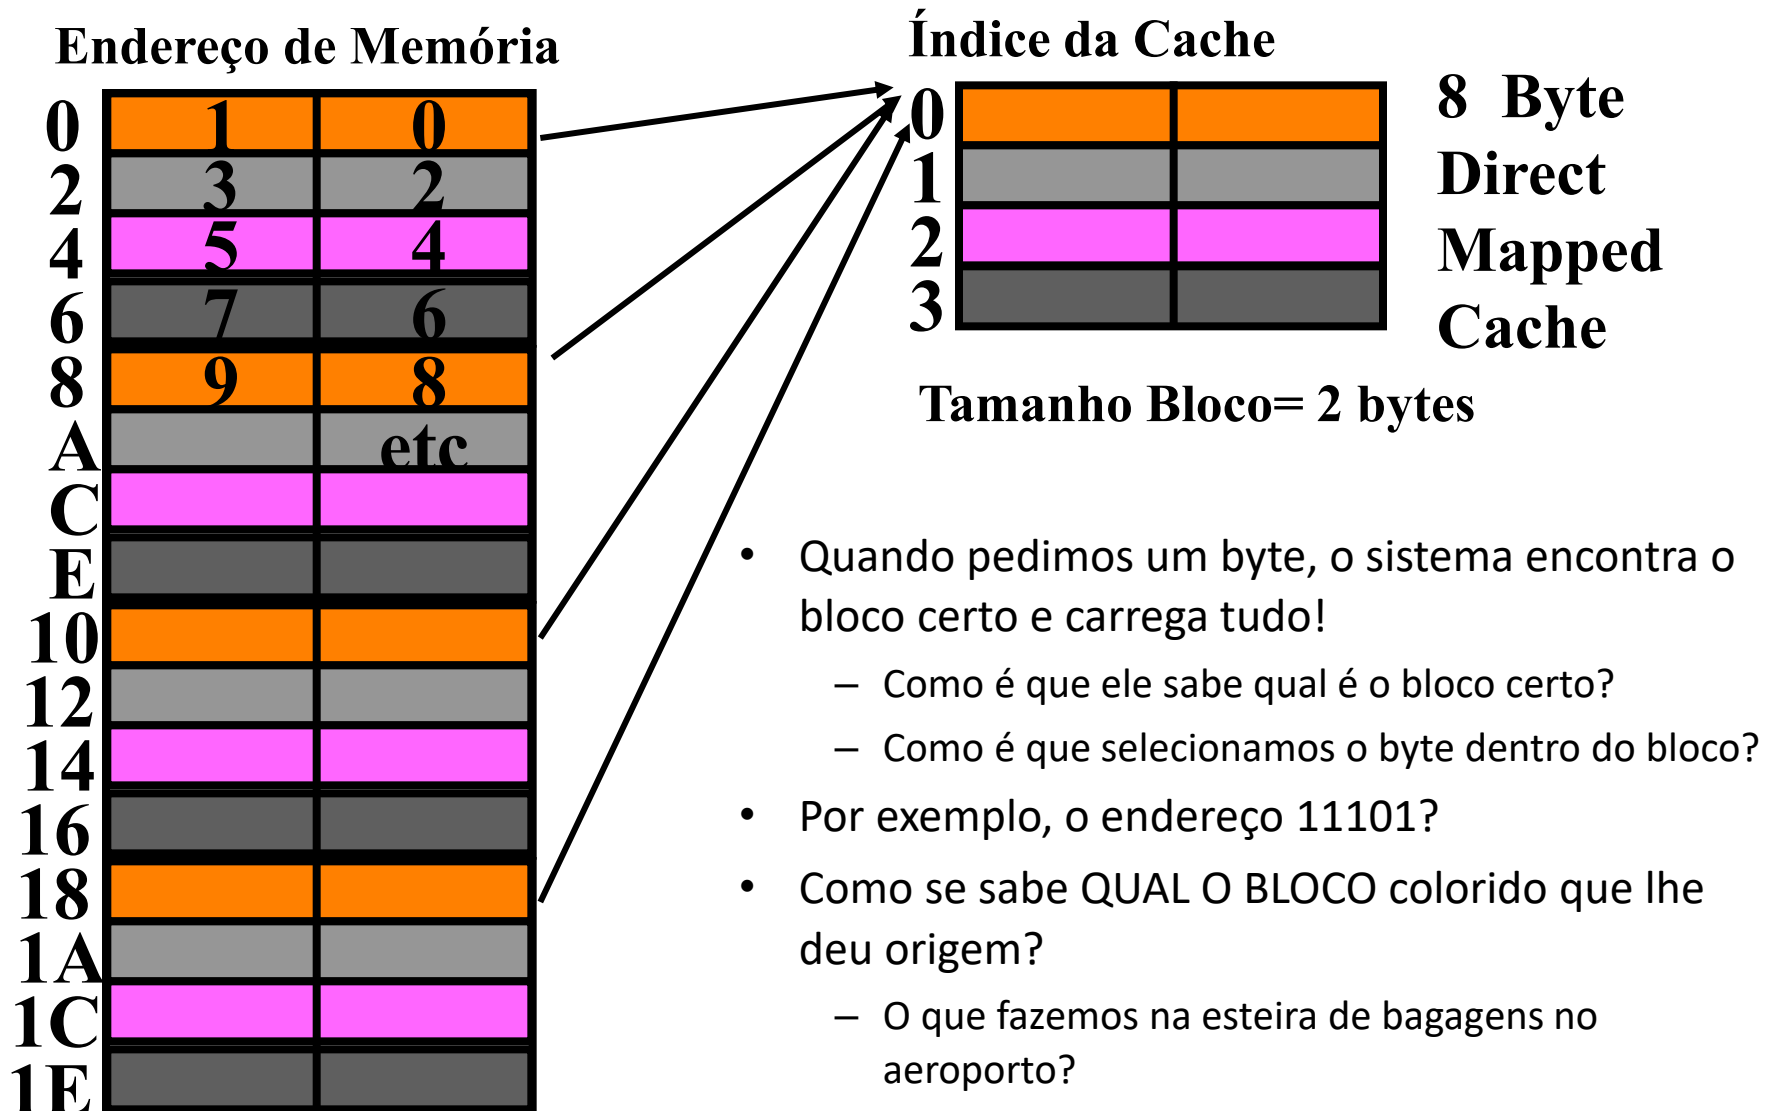 Endereço de Memória
0 1 0
2 3 2
4 5 4
6 7 6
8 9 8
A etc
C
E
10
12
14
16
18
1A
1C
1E
Índice da Cache
0
1
2
3
8 Byte
Direct
Mapped
Cache
Tamanho Bloco= 2 bytes
• Quando pedimos um byte, o sistema encontra o
bloco certo e carrega tudo!
– Como é que ele sabe qual é o bloco certo?
– Como é que selecionamos o byte dentro do bloco?
• Por exemplo, o endereço 11101?
• Como se sabe QUAL O BLOCO colorido que lhe
deu origem?
– O que fazemos na esteira de bagagens no
aeroporto?